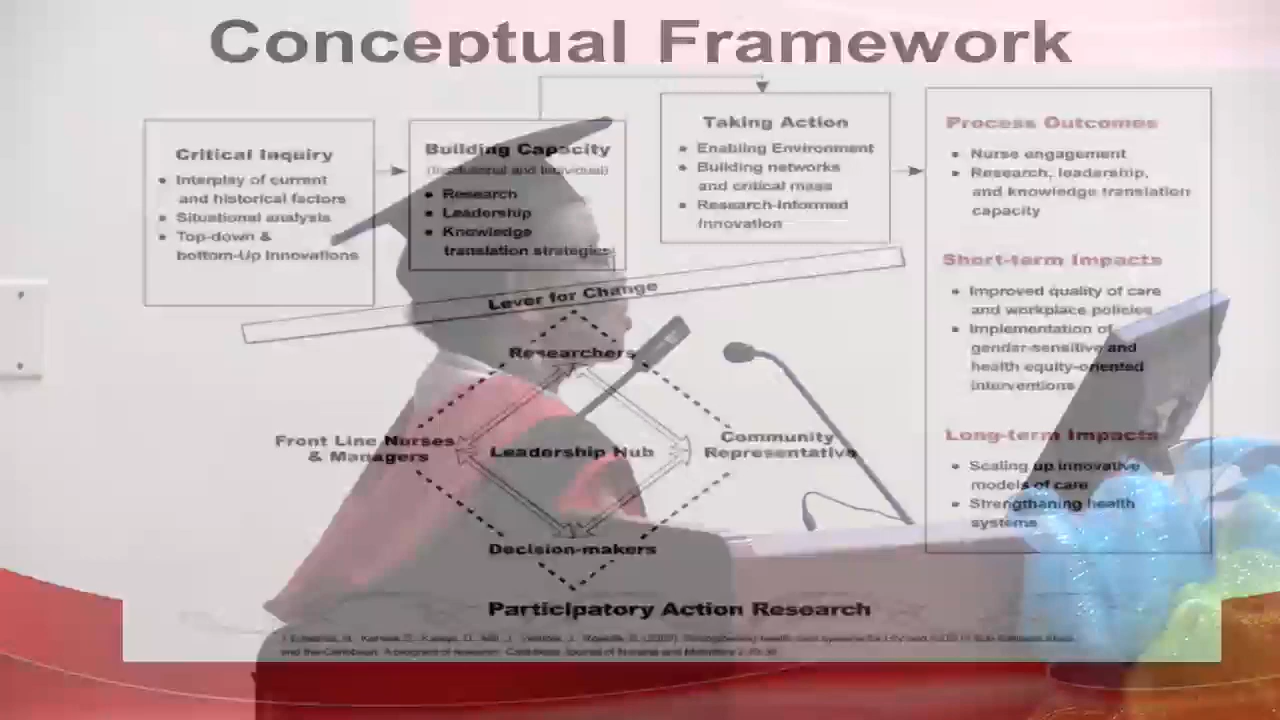 Conceptual Framework
Critical Inquiry
• Interplay of current
and historical factors
• Situational analysis
• Top-down &
bottom-Up Innovations
Building Capacity
(Institutional and Individual)
• Research
• Leadership
• Knowledge
translation strategies
Taking Action
• Enabling Environment
• Building networks
and critical mass
• Research-Informed
Innovation
Process Outcomes
• Nurse engagement
• Research, leadership,
and knowledge translation
capacity
Short-term Impacts
• Improved quality of care
and workplace policies
• Implementation of
gender-sensitive and
health equity-oriented
interventions
Long-term Impacts
• Scaling up innovative
models of care
• Strengthening health
systems
Lever for Change
Researchers
Front Line Nurses
& Managers
Leadership Hub
Community
Representative
Decision-makers
Participatory Action Research